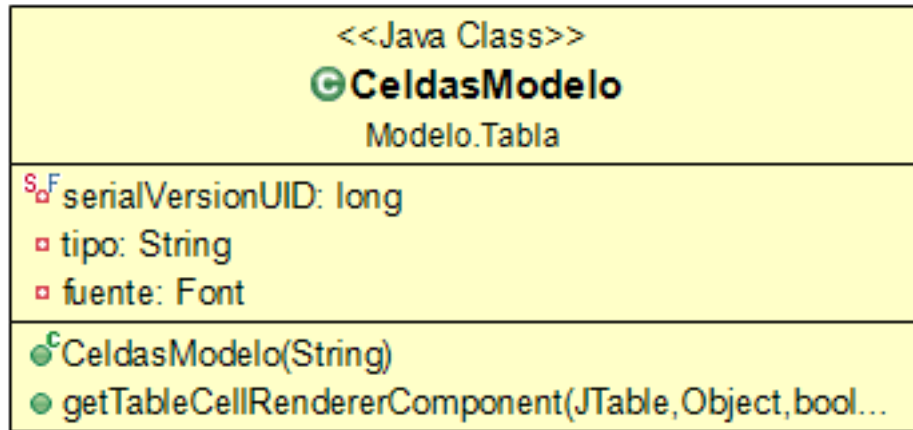 <<Java Class>>
CeldasModelo
Modelo.Tabla
serialVersionUID: long
tipo: String
fuente: Font
CeldasModelo(String)
getTableCellRendererComponent(JTable,Object,bool...